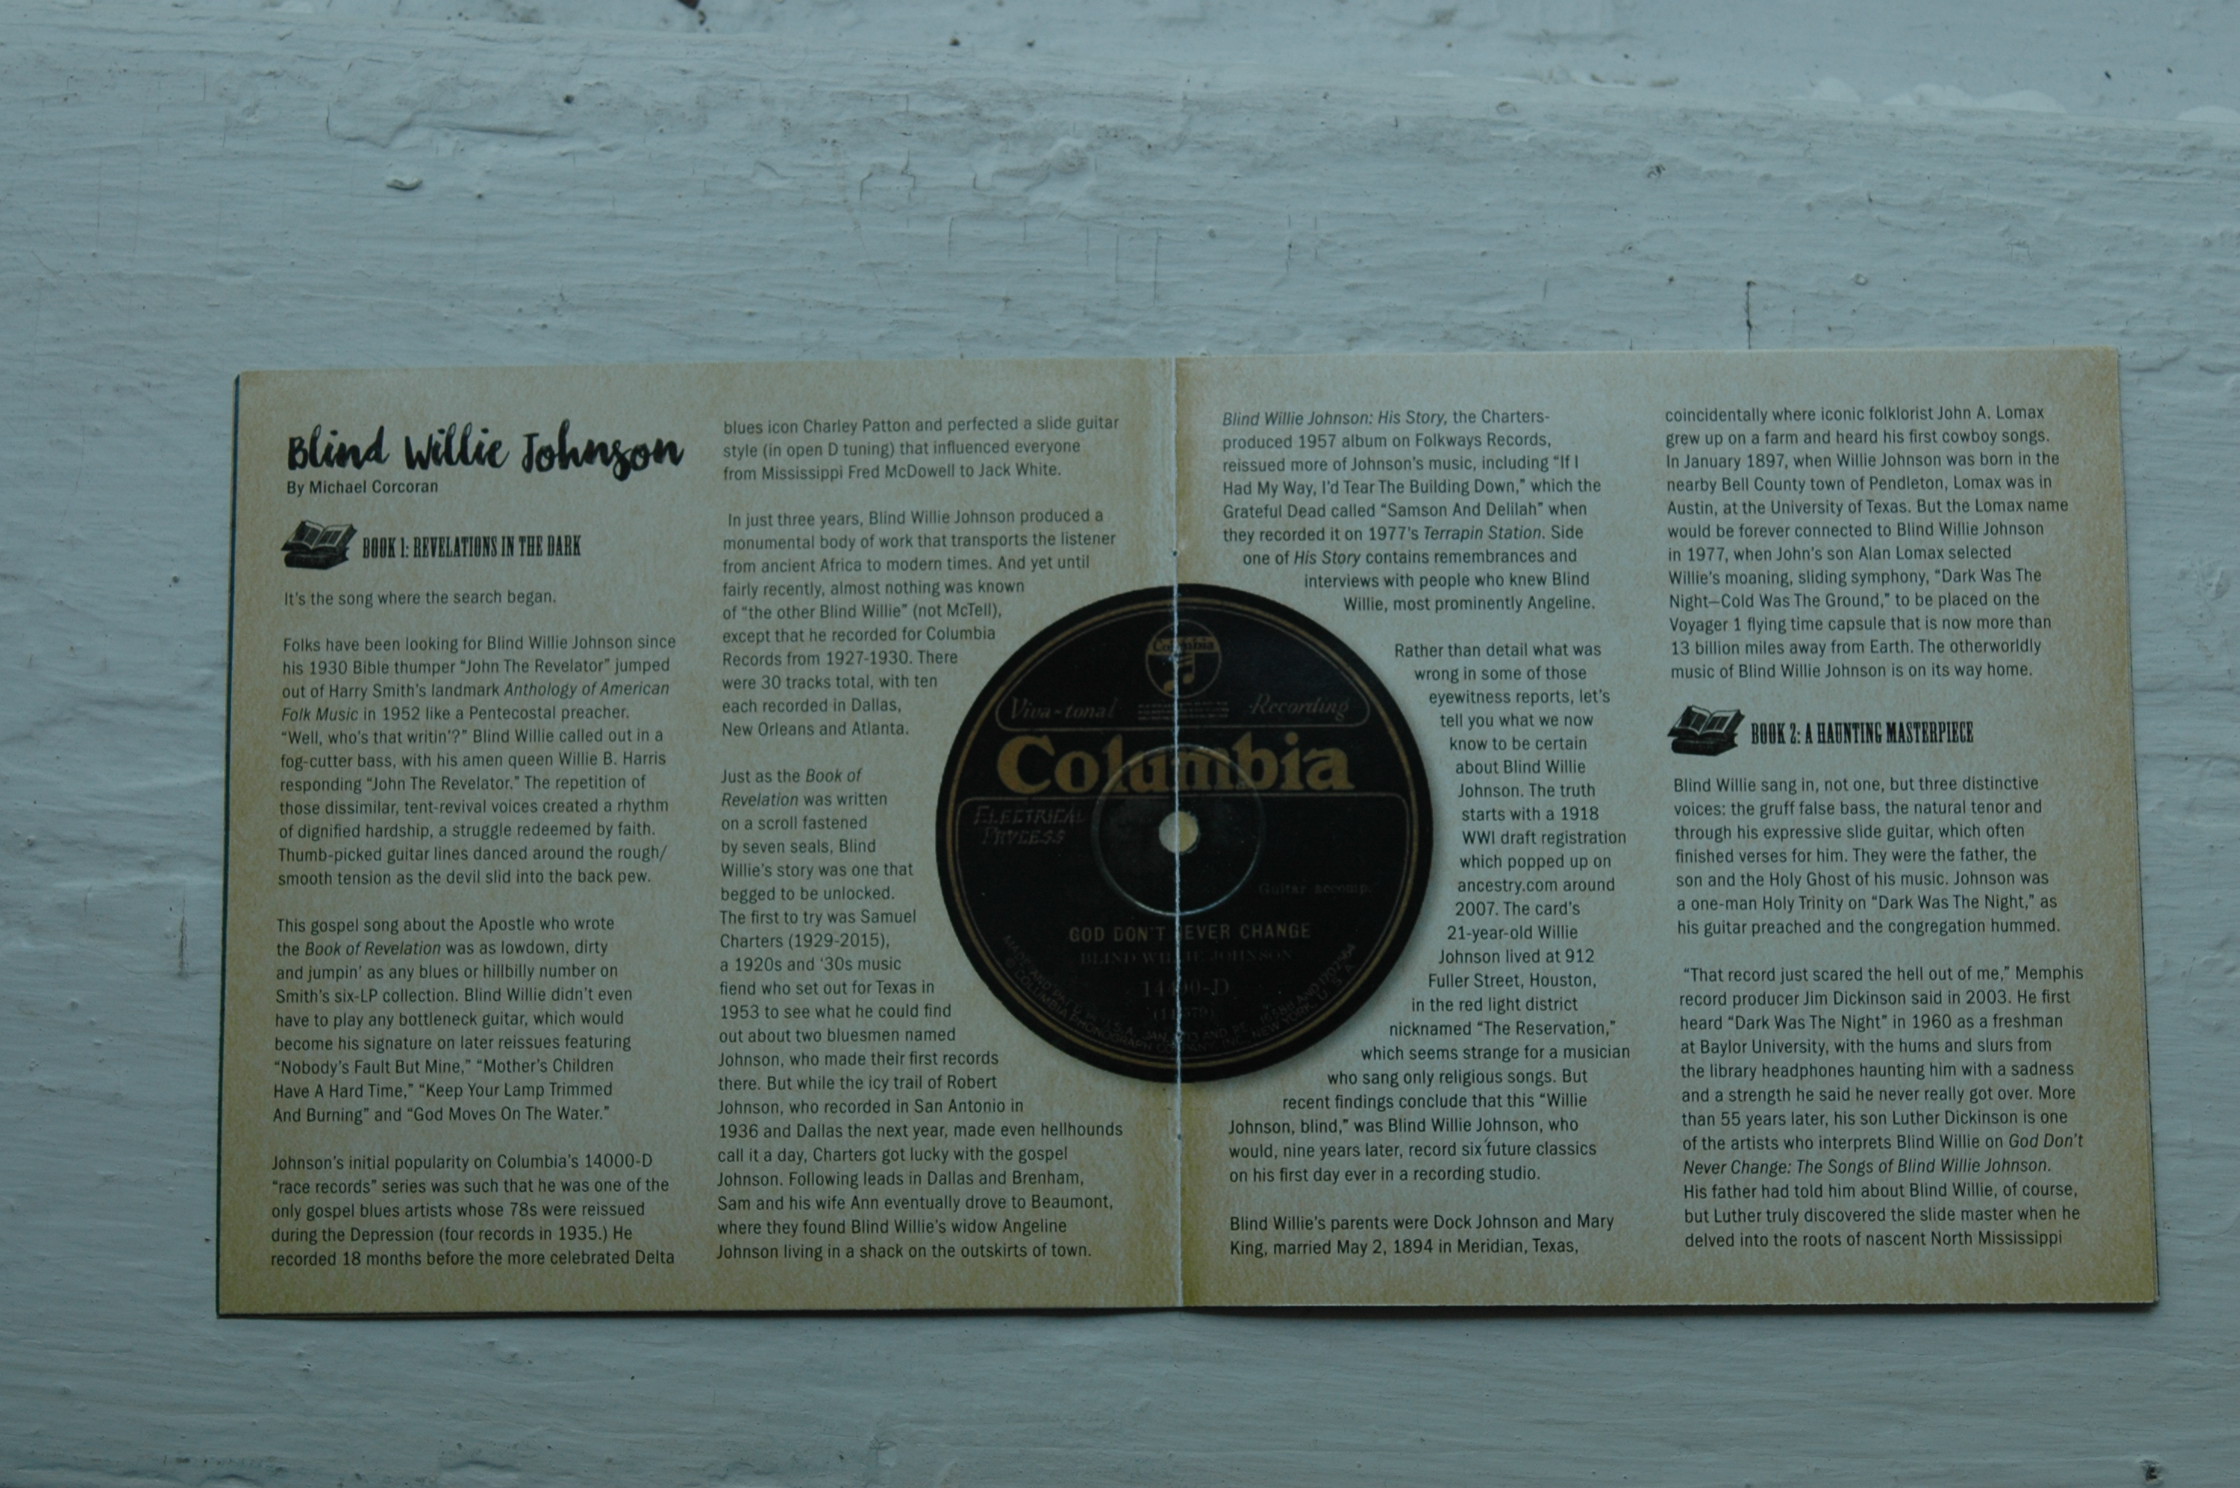 Blind Willie Johnson
By Michael Corcoran
BOOK 1: REVELATIONS IN THE DARK
It's the song where the search began.
Folks have been looking for Blind Willie Johnson since
his 1930 Bible thumper "John The Revelator" jumped
out of Harry Smith's landmark Anthology of American
Folk Music in 1952 like a Pentecostal preacher.
"Well, who's that writin'?" Blind Willie called out in a
fog-cutter bass, with his amen queen Willie B. Harris
responding "John The Revelator." The repetition of
those dissimilar, tent-revival voices created a rhythm
of dignified hardship, a struggle redeemed by faith.
Thumb-picked guitar lines danced around the rough/
smooth tension as the devil slid into the back pew.
This gospel song about the Apostle who wrote
the Book of Revelation was as lowdown, dirty
and jumpin' as any blues or hillbilly number on
Smith's six-LP collection. Blind Willie didn't even
have to play any bottleneck guitar, which would
become his signature on later reissues featuring
"Nobody's Fault But Mine," "Mother's Children
Have A Hard Time," "Keep Your Lamp Trimmed
And Burning" and "God Moves On The Water."
Johnson's initial popularity on Columbia's 14000-D
"race records" series was such that he was one of the
only gospel blues artists whose 78s were reissued
during the Depression (four records in 1935.) He
recorded 18 months before the more celebrated Delta
blues icon Charley Patton and perfected a slide guitar
style (in open D tuning) that influenced everyone
from Mississippi Fred McDowell to Jack White.
In just three years, Blind Willie Johnson produced a
monumental body of work that transports the listener
from ancient Africa to modern times. And yet until
fairly recently, almost nothing was known
of "the other Blind Willie" (not McTell),
except that he recorded for Columbia
Records from 1927-1930. There
were 30 tracks total, with ten
each recorded in Dallas,
New Orleans and Atlanta.
Just as the Book of
Revelation was written
on a scroll fastened
by seven seals, Blind
Willie's story was one that
begged to be unlocked.
The first to try was Samuel
Charters (1929-2015),
a 1920s and '30s music
fiend who set out for Texas in
1953 to see what he could find
out about two bluesmen named
Johnson, who made their first records
there. But while the icy trail of Robert
Johnson, who recorded in San Antonio in
1936 and Dallas the next year, made even hellhounds
call it a day, Charters got lucky with the gospel
Johnson. Following leads in Dallas and Brenham,
Sam and his wife Ann eventually drove to Beaumont,
where they found Blind Willie's widow Angeline
Johnson living in a shack on the outskirts of town.
Viva-tonal Recording
Columbia
ELECTRICAL
PROCESS
Guitar Accomp.
GOD DON'T NEVER CHANGE
BLIND WILLIE JOHNSON
Blind Willie Johnson: His Story, the Charters-
produced 1957 album on Folkways Records,
reissued more of Johnson's music, including "If I
Had My Way, I'd Tear The Building Down," which the
Grateful Dead called "Samson And Delilah" when
they recorded it on 1977's Terrapin Station. Side
one of His Story contains remembrances and
interviews with people who knew Blind
Willie, most prominently Angeline.
Rather than detail what was
wrong in some of those
eyewitness reports, let's
tell you what we now
know to be certain
about Blind Willie
Johnson. The truth
starts with a 1918
WWI draft registration
which popped up on
ancestry.com around
2007. The card's
21-year-old Willie
Johnson lived at 912
Fuller Street, Houston,
in the red light district
nicknamed "The Reservation,"
which seems strange for a musician
who sang only religious songs. But
recent findings conclude that this "Willie
Johnson, blind," was Blind Willie Johnson, who
would, nine years later, record six future classics
on his first day ever in a recording studio.
Blind Willie's parents were Dock Johnson and Mary
King, married May 2, 1894 in Meridian, Texas,
coincidentally where iconic folklorist John A. Lomax
grew up on a farm and heard his first cowboy songs.
In January 1897, when Willie Johnson was born in the
nearby Bell County town of Pendleton, Lomax was in
Austin, at the University of Texas. But the Lomax name
would be forever connected to Blind Willie Johnson
in 1977, when John's son Alan Lomax selected
Willie's moaning, sliding symphony, "Dark Was The
Night—Cold Was The Ground," to be placed on the
Voyager 1 flying time capsule that is now more than
13 billion miles away from Earth. The otherworldly
music of Blind Willie Johnson is on its way home.
BOOK 2: A HAUNTING MASTERPIECE
Blind Willie sang in, not one, but three distinctive
voices: the gruff false bass, the natural tenor and
through his expressive slide guitar, which often
finished verses for him. They were the father, the
son and the Holy Ghost of his music. Johnson was
a one-man Holy Trinity on "Dark Was The Night," as
his guitar preached and the congregation hummed.
"That record just scared the hell out of me," Memphis
record producer Jim Dickinson said in 2003. He first
heard "Dark Was The Night" in 1960 as a freshman
at Baylor University, with the hums and slurs from
the library headphones haunting him with a sadness
and a strength he said he never really got over. More
than 55 years later, his son Luther Dickinson is one
of the artists who interprets Blind Willie on God Don't
Never Change: The Songs of Blind Willie Johnson.
His father had told him about Blind Willie, of course,
but Luther truly discovered the slide master when he
delved into the roots of nascent North Mississippi